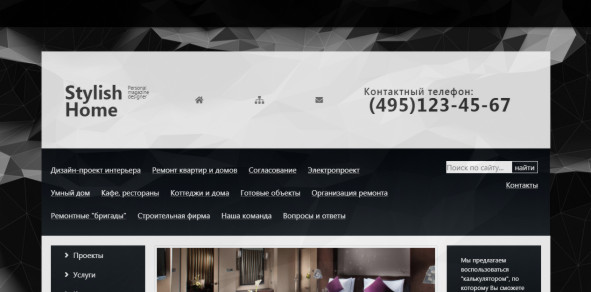 Stylish
Home
Personal
magazine
designer
Контактный телефон:
(495)123-45-67
Дизайн-проект интерьера Ремонт квартир и домов Согласование Электропроект
Поиск по сайту... найти
Умный дом Кафе, рестораны Коттеджи и дома Готовые объекты Организация ремонта
Контакты
Ремонтные "бригады" Строительная фирма Наша команда Вопросы и ответы
Проекты
Услуги
Мы предлагаем
воспользоваться
"калькулятором", по
которому Вы сможете